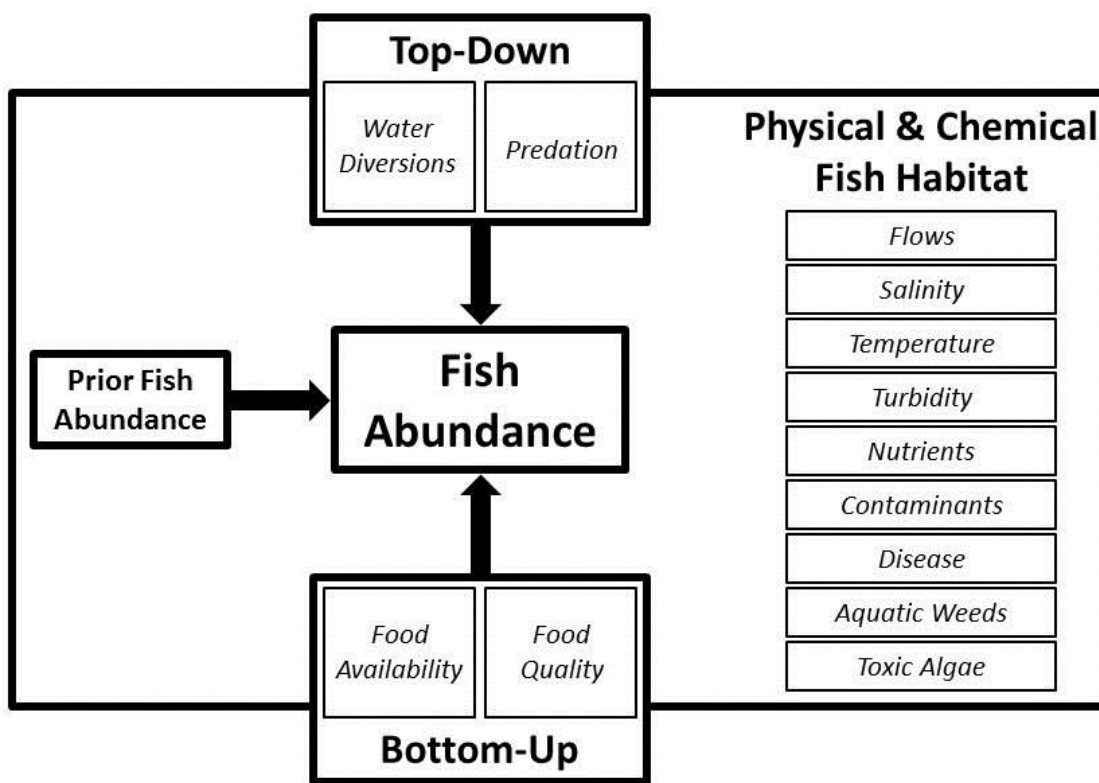 Top-Down
Water
Diversions
Predation
Physical & Chemical
Fish Habitat
Flows
Salinity
Temperature
Turbidity
Nutrients
Contaminants
Disease
Aquatic Weeds
Toxic Algae
Prior Fish
Abundance
Fish
Abundance
Food
Availability
Food
Quality
Bottom-Up